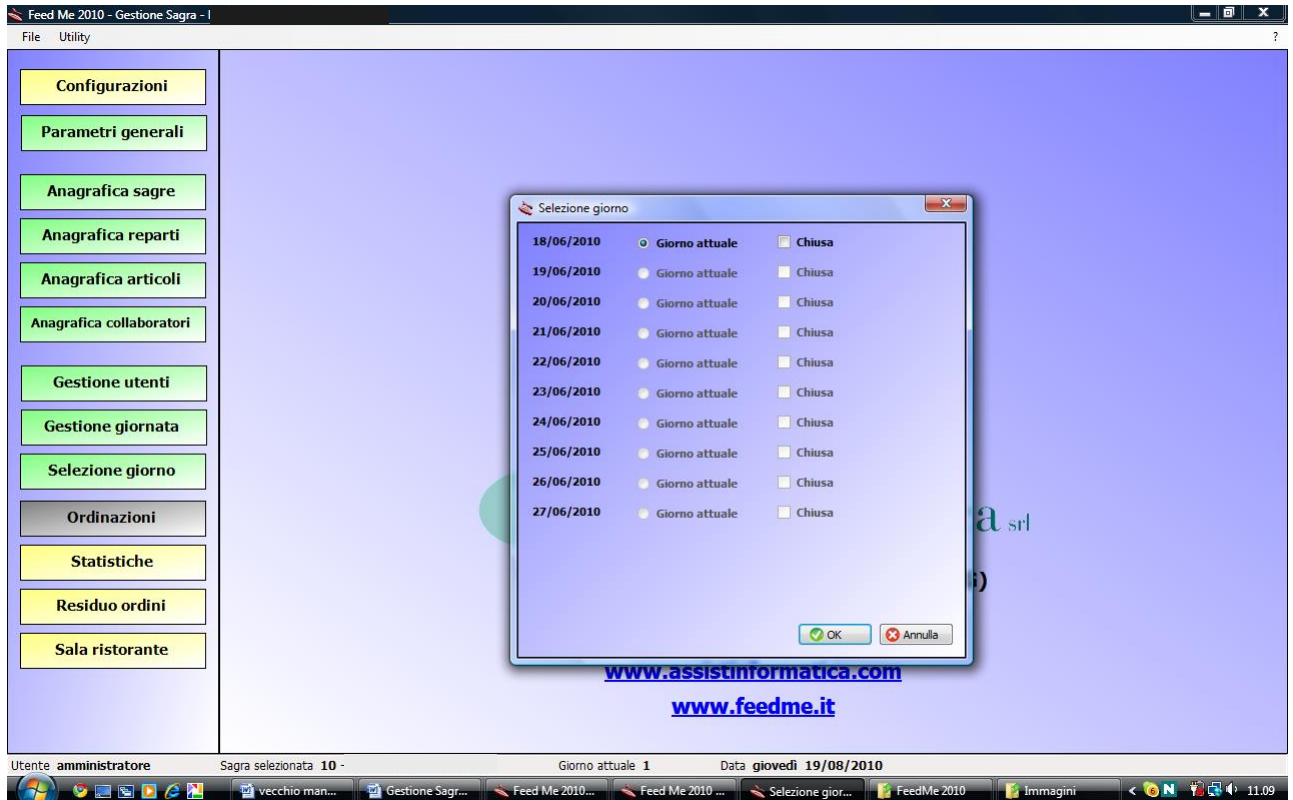 Feed Me 2010 - Gestione Sagra -
File Utility ?
Configurazioni
Parametri generali
Anagrafica sagre
Anagrafica reparti
Anagrafica articoli
Anagrafica collaboratori
Gestione utenti
Gestione giornata
Selezione giorno
Ordinazioni
Statistiche
Residuo ordini
Sala ristorante
Selezione giorno
18/06/2010 Giorno attuale Chiusa
19/06/2010 Giorno attuale Chiusa
20/06/2010 Giorno attuale Chiusa
21/06/2010 Giorno attuale Chiusa
22/06/2010 Giorno attuale Chiusa
23/06/2010 Giorno attuale Chiusa
24/06/2010 Giorno attuale Chiusa
25/06/2010 Giorno attuale Chiusa
26/06/2010 Giorno attuale Chiusa
27/06/2010 Giorno attuale Chiusa
OK Annulla
a srl
)
www.assistinformatica.com
www.feedme.it
Utente amministratore Sagra selezionata 10 - Giorno attuale 1 Data giovedì 19/08/2010
vecchio man... Gestione Sagr... Feed Me 2010... Feed Me 2010 ... Selezione gior... FeedMe 2010 Immagini 11.09